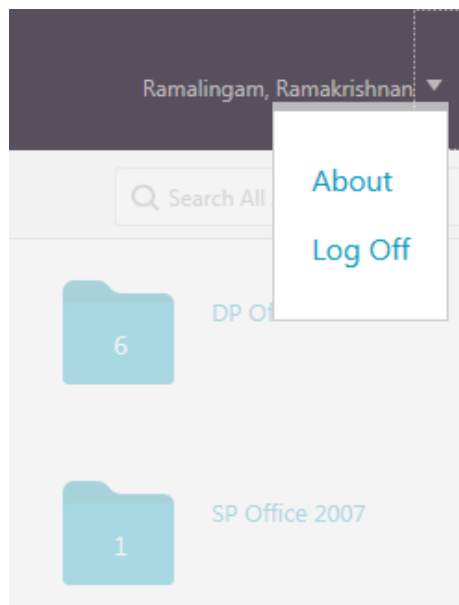 Ramalingam, Ramakrishnan
About
Search All
Log Off
DP Of
6
SP Office 2007
1